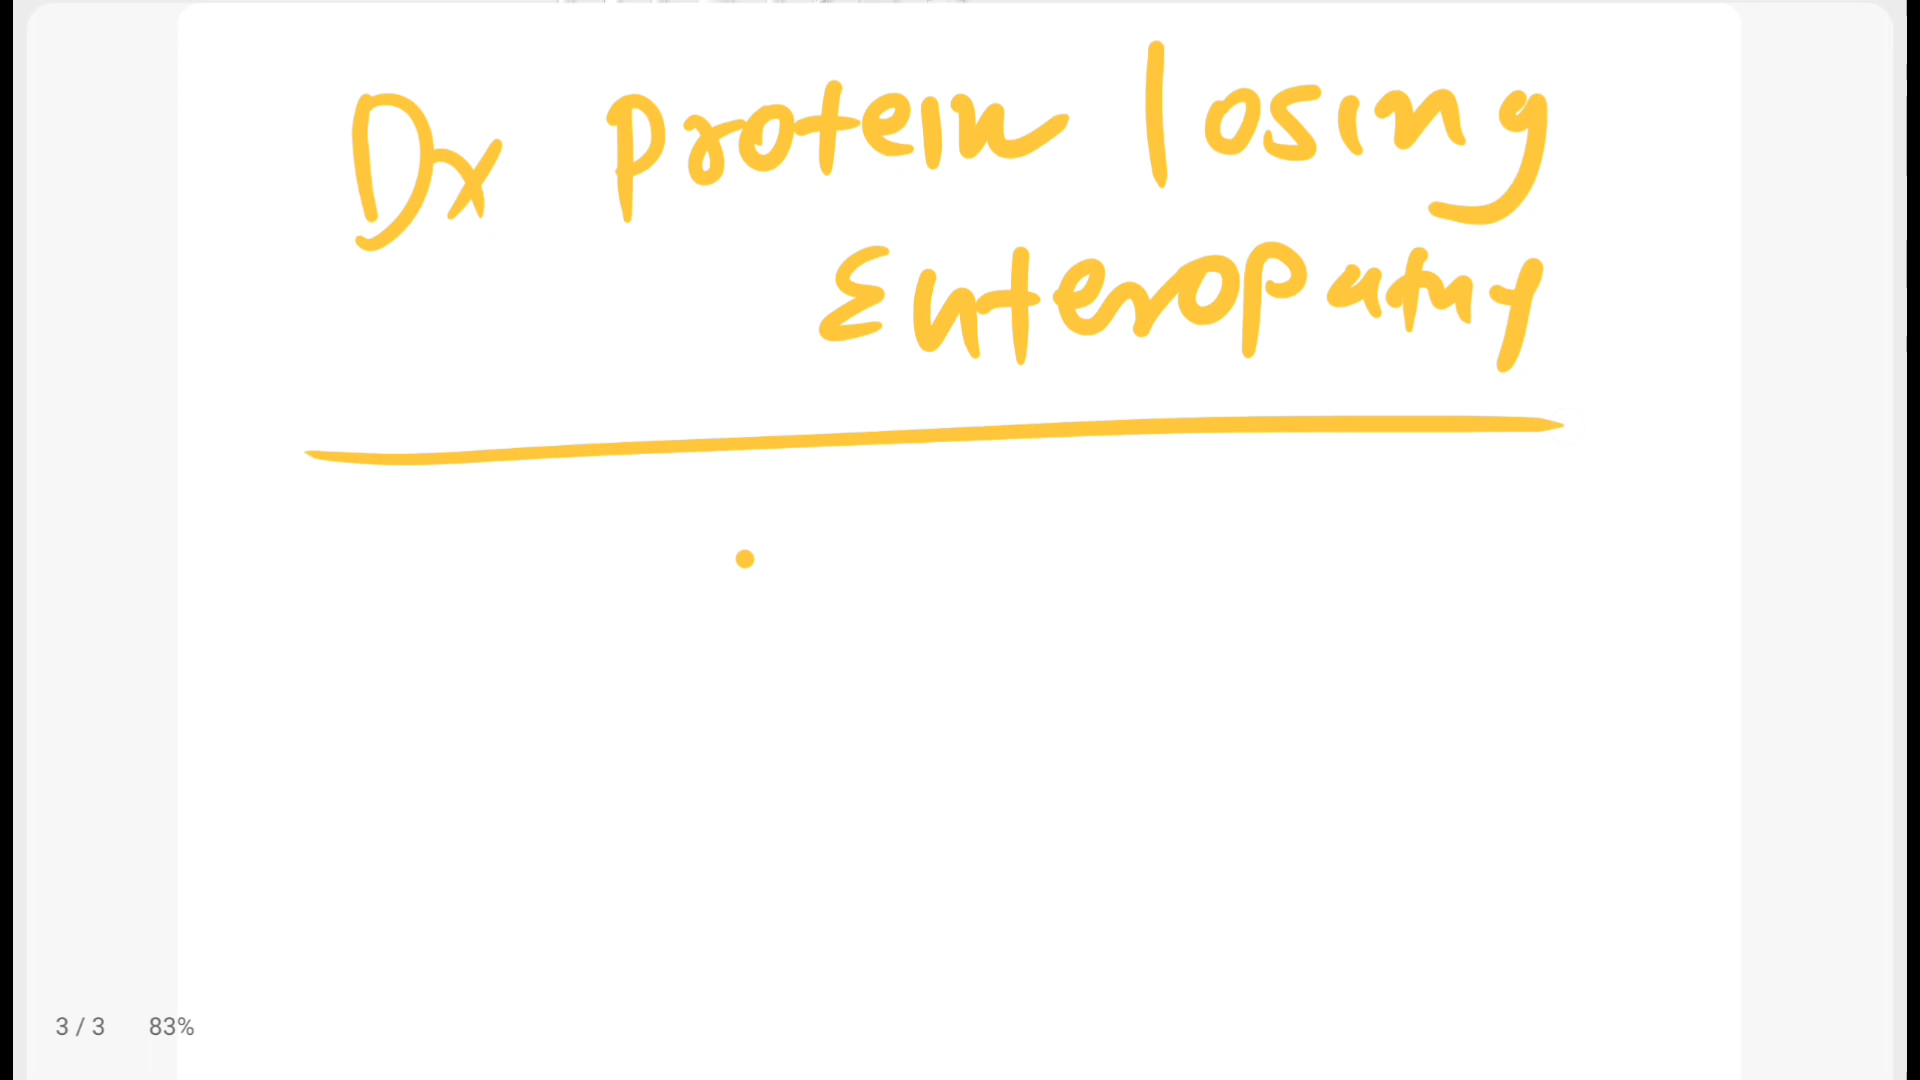 Dx protein losing
Enteropathy
3 / 3 83%